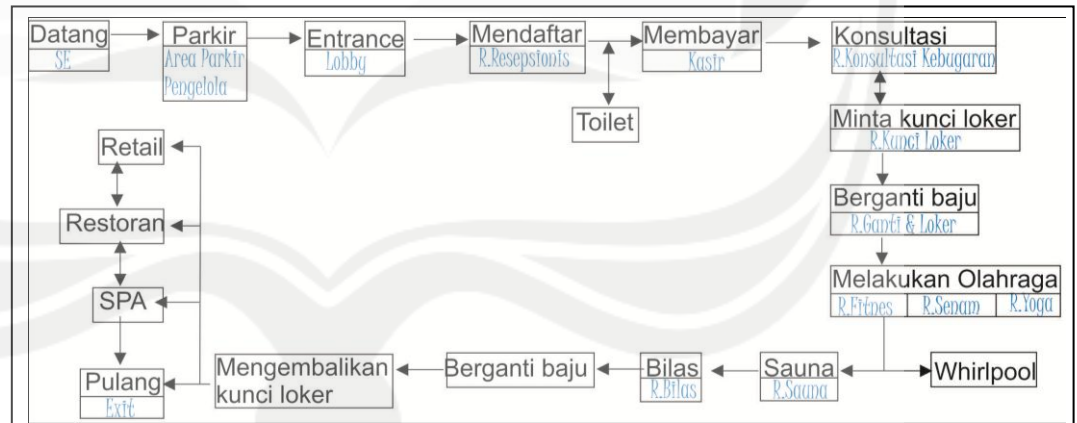 Datang
SE
Parkir
Area Parkir
Pengelola
Entrance
Lobby
Mendaftar
R.Resepsionis
Toilet
Membayar
Kasir
Konsultasi
R.Konsultasi Kebugaran
Minta kunci loker
R.Kunci Loker
Berganti baju
R.Ganti & Loker
Melakukan Olahraga
R.Fitnes
R.Senam
R.Yoga
Whirlpool
Sauna
R.Sauna
Bilas
R.Bilas
Berganti baju
Mengembalikan
kunci loker
Retail
Restoran
SPA
Pulang
Exit